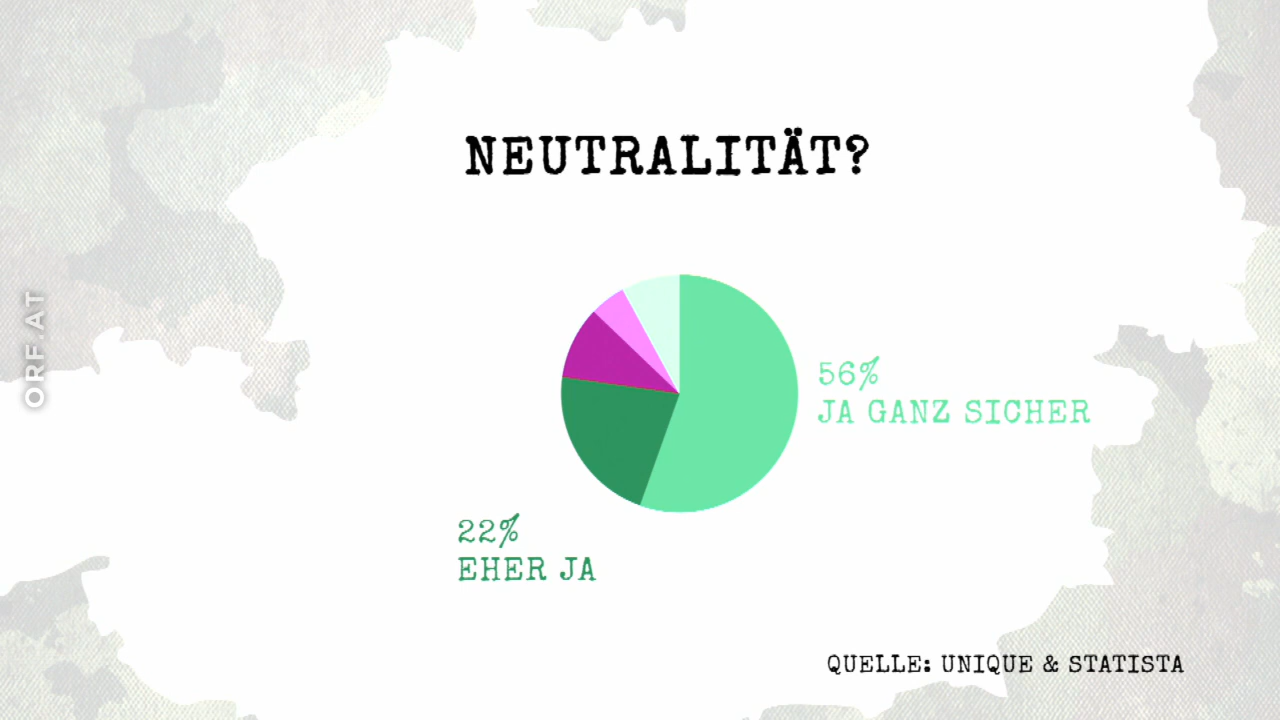 NEUTRALITÄT?
ORF.AT
56%
JA GANZ SICHER
22%
EHER JA
QUELLE: UNIQUE & STATISTA